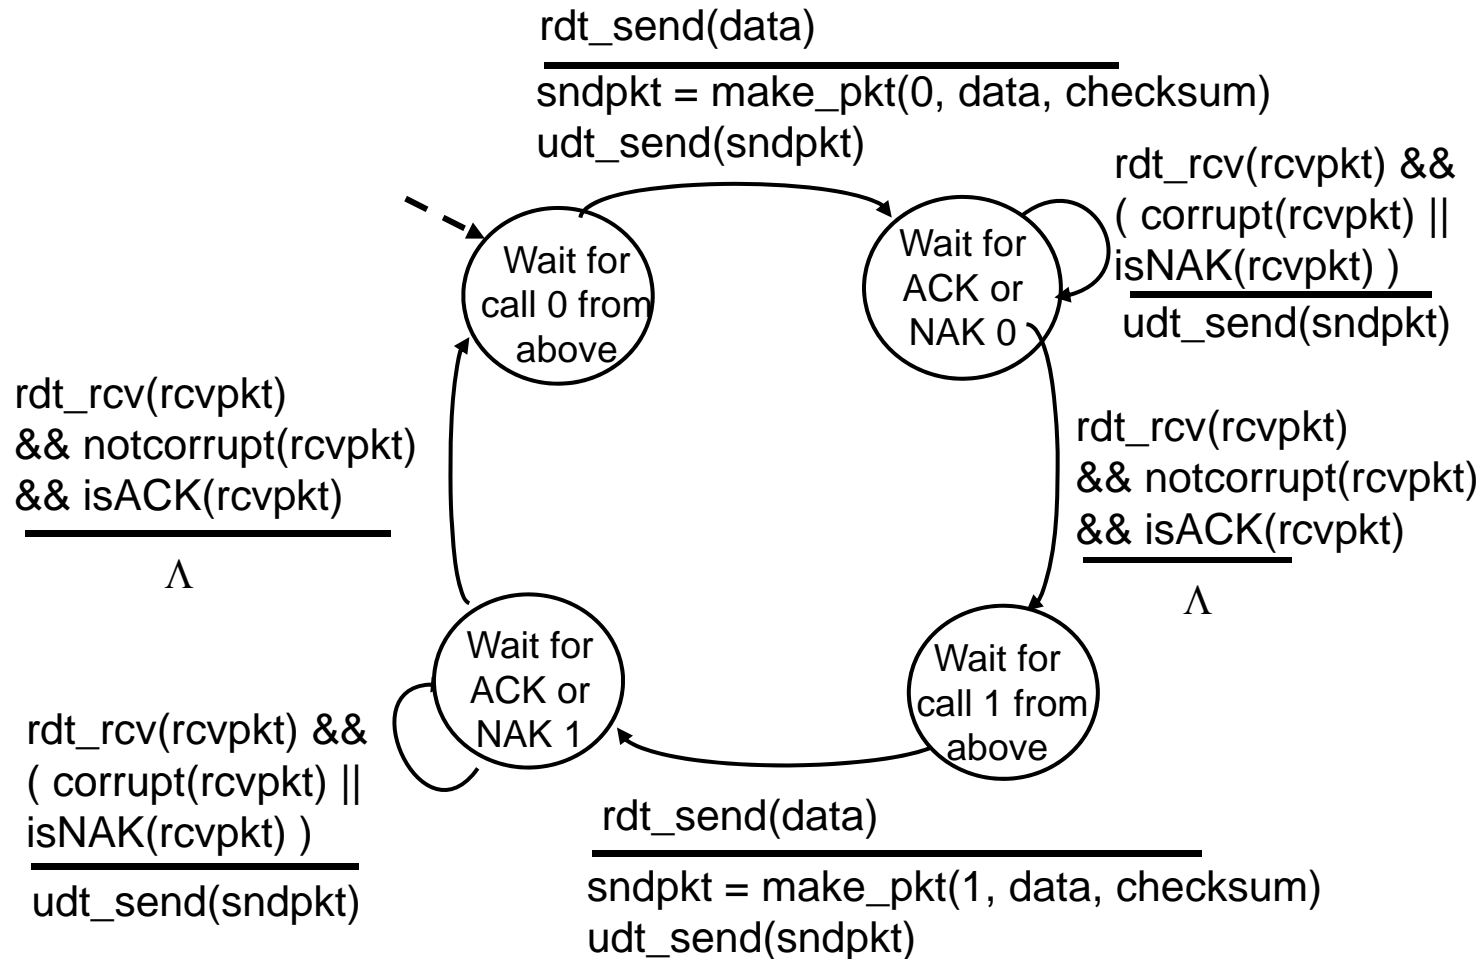 rdt_send(data)
sndpkt = make_pkt(0, data, checksum)
udt_send(sndpkt)
rdt_rcv(rcvpkt) &&
( corrupt(rcvpkt) ||
isNAK(rcvpkt) )
udt_send(sndpkt)
Wait for
call 0 from
above
Wait for
ACK or
NAK 0
rdt_rcv(rcvpkt)
&& notcorrupt(rcvpkt)
&& isACK(rcvpkt)
Λ
rdt_rcv(rcvpkt)
&& notcorrupt(rcvpkt)
&& isACK(rcvpkt)
Λ
Wait for
ACK or
NAK 1
Wait for
call 1 from
above
rdt_rcv(rcvpkt) &&
( corrupt(rcvpkt) ||
isNAK(rcvpkt) )
udt_send(sndpkt)
rdt_send(data)
sndpkt = make_pkt(1, data, checksum)
udt_send(sndpkt)